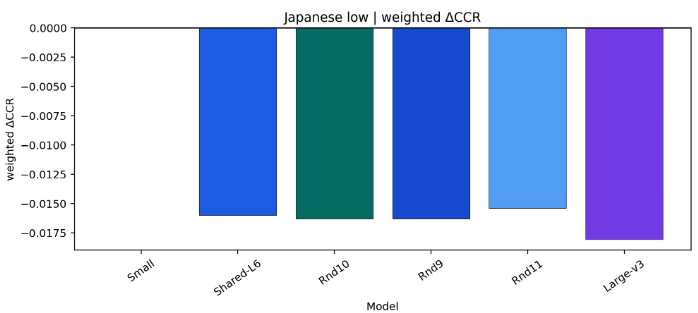 Japanese low | weighted ΔCCR
weighted ΔCCR
0.0000
−0.0025
−0.0050
−0.0075
−0.0100
−0.0125
−0.0150
−0.0175
Small
Shared-L6
Rnd10
Rnd9
Rnd11
Large-v3
Model